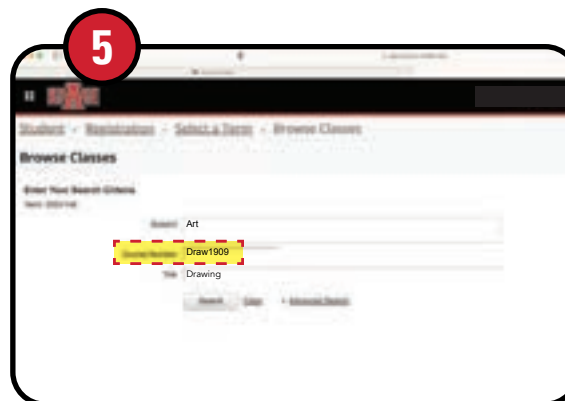 5
Student • Registration • Select a Term • Browse Classes
Browse Classes
Enter Your Search Criteria
Subject Art
Course Number Draw1909
Title Drawing
Search Clear Advanced Search